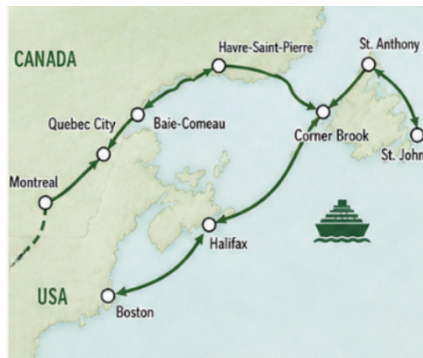 Havre-Saint-Pierre
St. Anthony
CANADA
Quebec City
Baie-Comeau
Corner Brook
St. John
Montreal
Halifax
USA
Boston